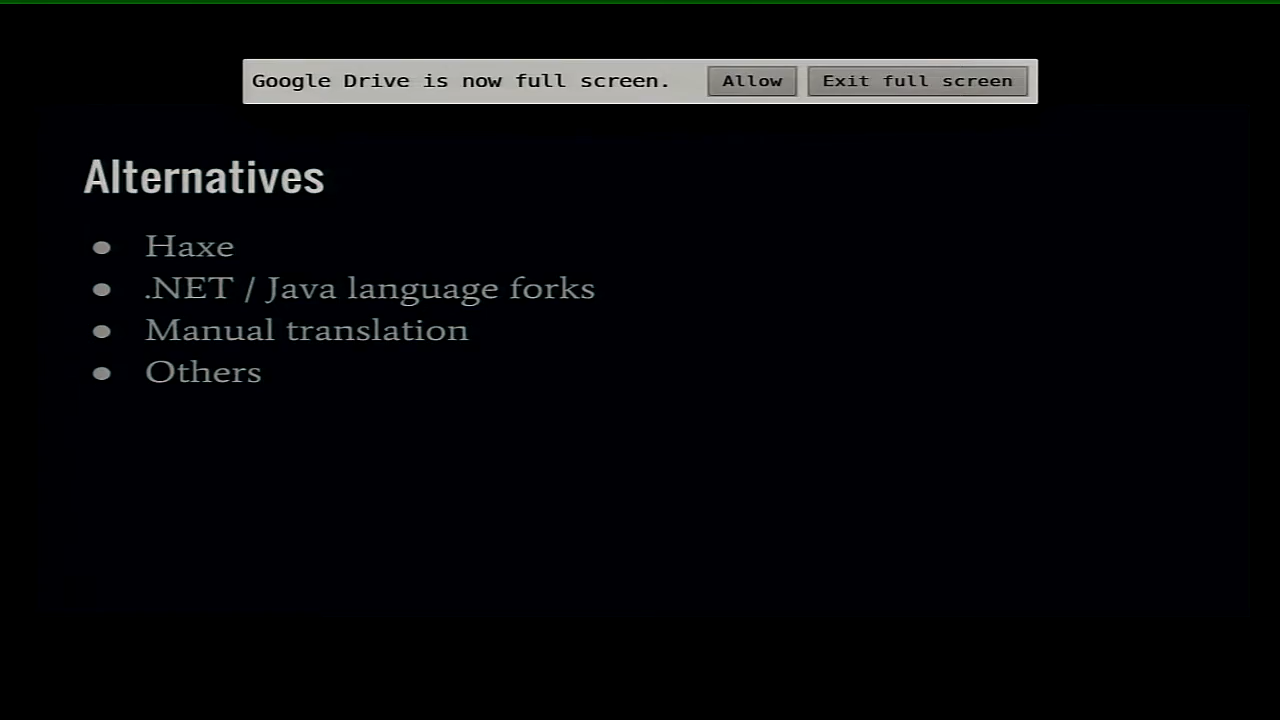 Google Drive is now full screen. Allow Exit full screen
Alternatives
● Haxe
● .NET / Java language forks
● Manual translation
● Others